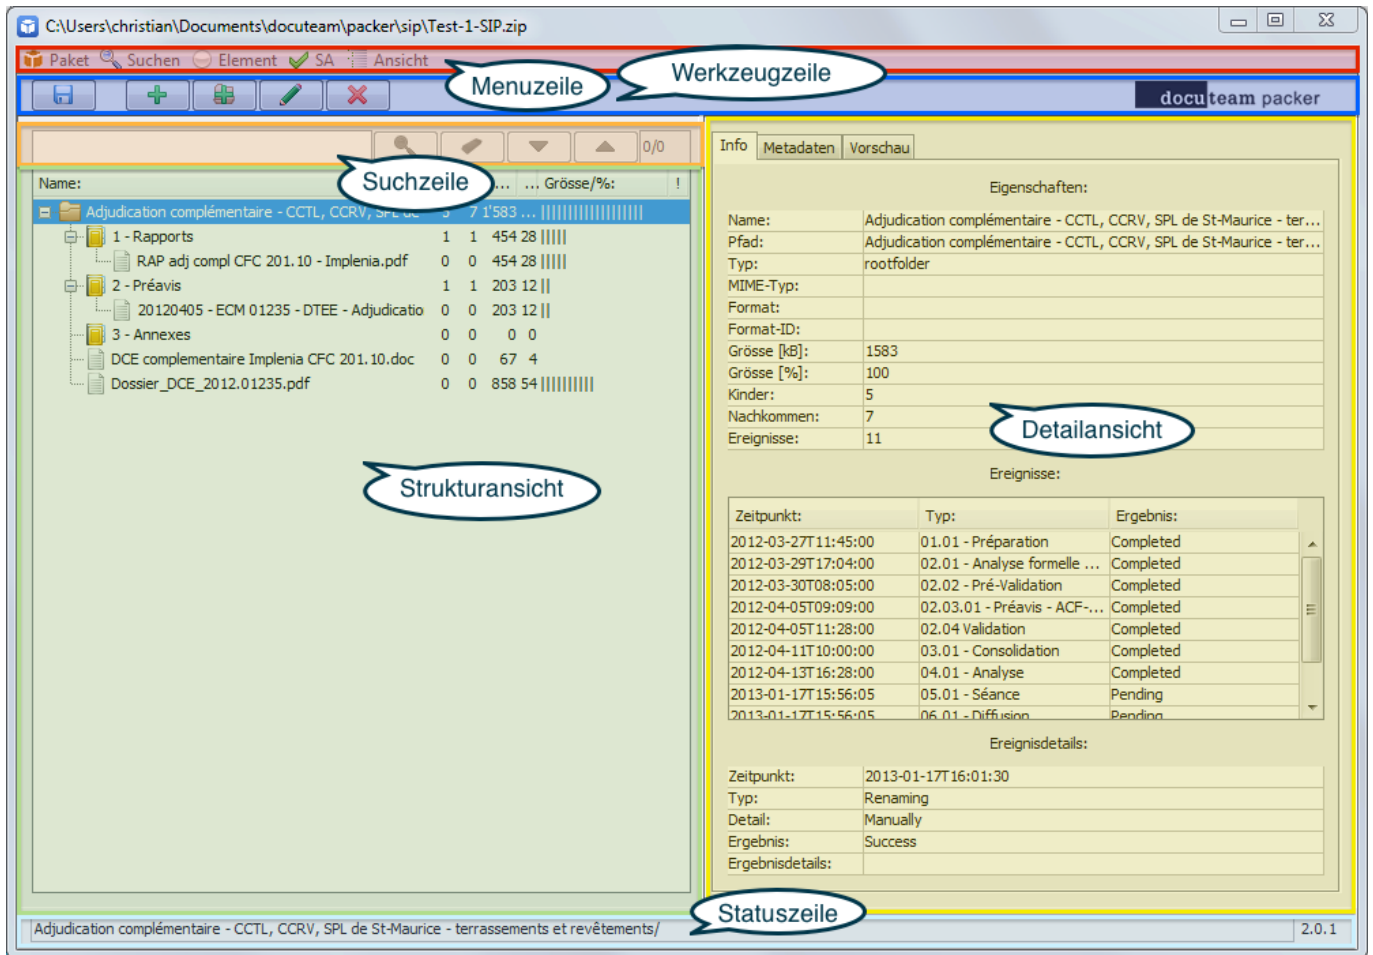 C:\Users\christian\Documents\docuteam\packer\sip\Test-1-SIP.zip
Paket Suchen Element SA Ansicht
Menuzeile
Werkzeugzeile
docuteam packer
0/0
Suchzeile
Name: ... ... Grösse/%: !
Adjudication complémentaire - CCTL, CCRV, SPL de 5 7 1'583 ...
1 - Rapports 1 1 454 28
RAP adj compl CFC 201.10 - Implenia.pdf 0 0 454 28
2 - Préavis 1 1 203 12
20120405 - ECM 01235 - DTEE - Adjudicatio 0 0 203 12
3 - Annexes 0 0 0 0
DCE complementaire Implenia CFC 201.10.doc 0 0 67 4
Dossier_DCE_2012.01235.pdf 0 0 858 54
Strukturansicht
Info Metadaten Vorschau
Eigenschaften:
Name: Adjudication complémentaire - CCTL, CCRV, SPL de St-Maurice - ter...
Pfad: Adjudication complémentaire - CCTL, CCRV, SPL de St-Maurice - ter...
Typ: rootfolder
MIME-Typ:
Format:
Format-ID:
Grösse [kB]: 1583
Grösse [%]: 100
Kinder: 5
Nachkommen: 7
Ereignisse: 11
Detailansicht
Ereignisse:
Zeitpunkt: Typ: Ergebnis:
2012-03-27T11:45:00 01.01 - Préparation Completed
2012-03-29T17:04:00 02.01 - Analyse formelle ... Completed
2012-03-30T08:05:00 02.02 - Pré-Validation Completed
2012-04-05T09:09:00 02.03.01 - Préavis - ACF-... Completed
2012-04-05T11:28:00 02.04 Validation Completed
2012-04-11T10:00:00 03.01 - Consolidation Completed
2012-04-13T16:28:00 04.01 - Analyse Completed
2013-01-17T15:56:05 05.01 - Séance Pending
2013-01-17T15:56:05 06.01 - Diffusion Pending
Ereignisdetails:
Zeitpunkt: 2013-01-17T16:01:30
Typ: Renaming
Detail: Manually
Ergebnis: Success
Ergebnisdetails:
Statuszeile
Adjudication complémentaire - CCTL, CCRV, SPL de St-Maurice - terrassements et revêtements/ 2.0.1